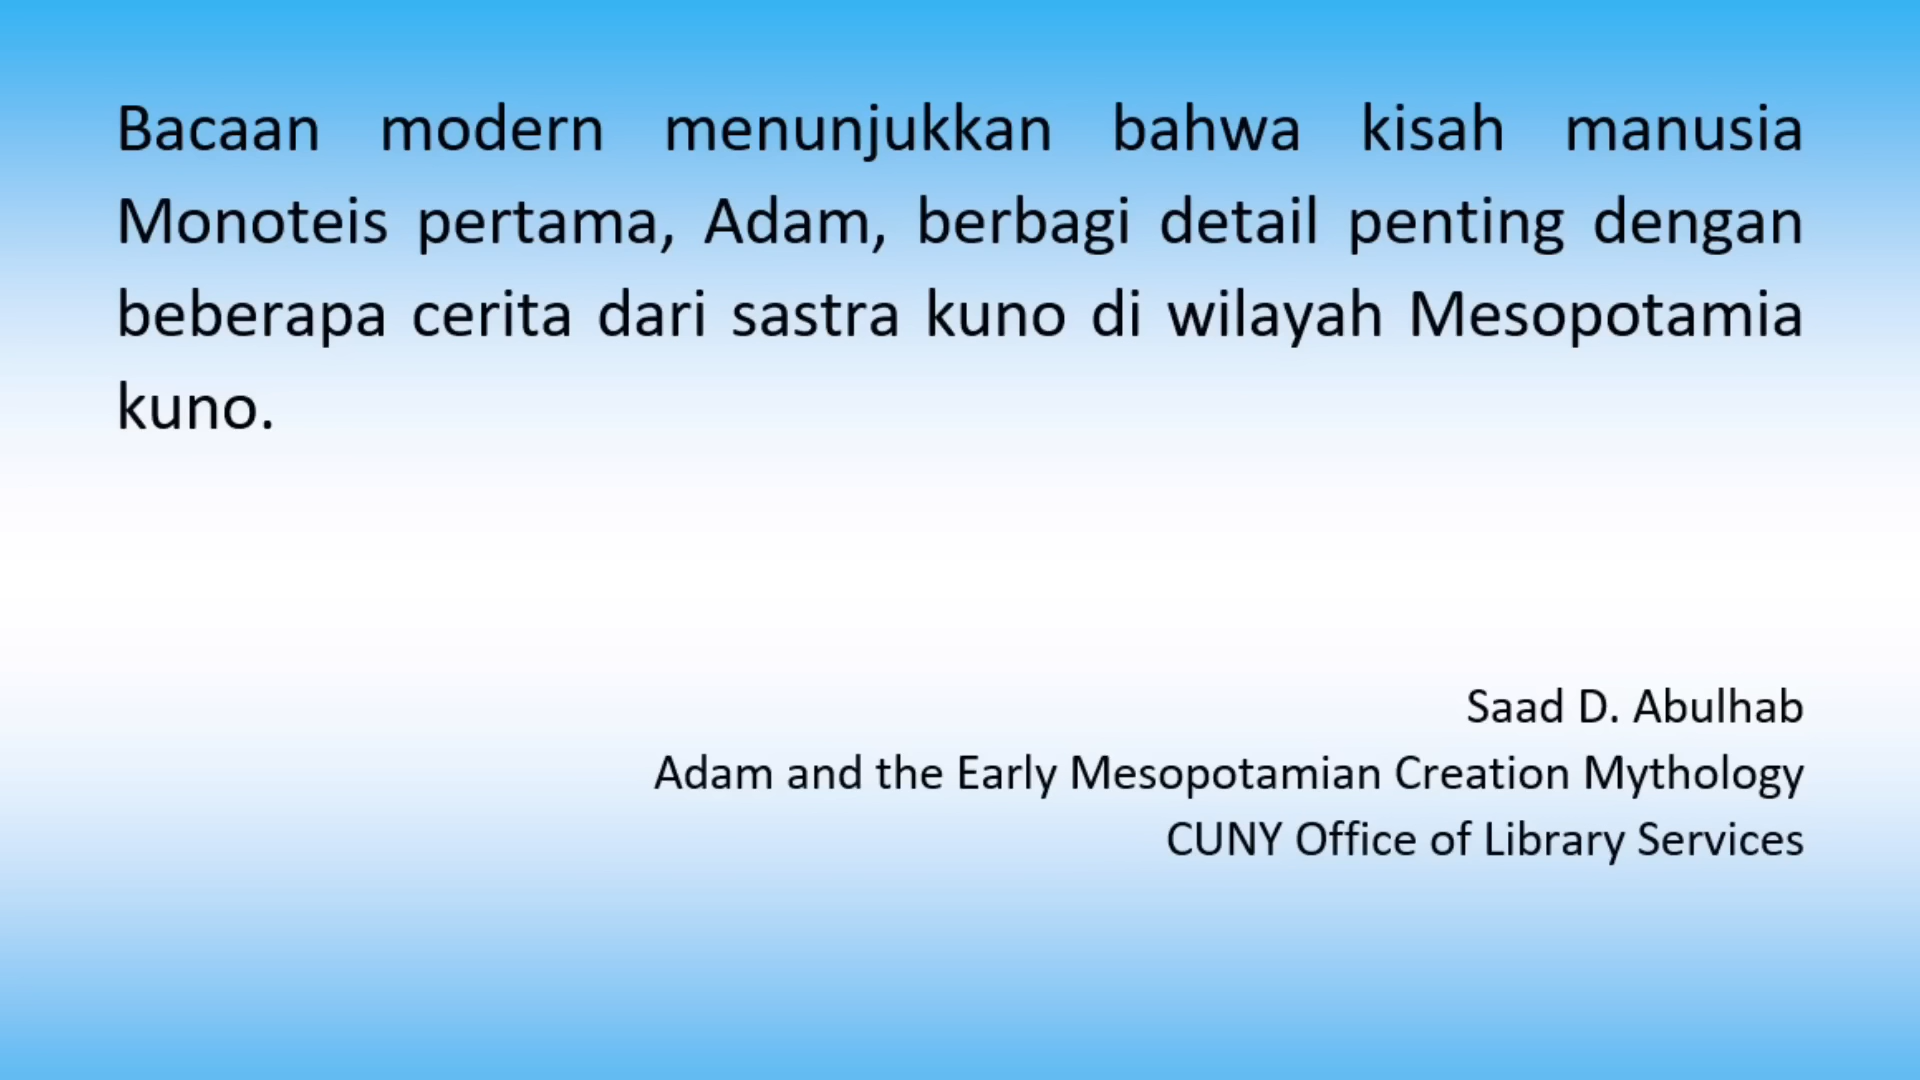 Bacaan modern menunjukkan bahwa kisah manusia
Monoteis pertama, Adam, berbagi detail penting dengan
beberapa cerita dari sastra kuno di wilayah Mesopotamia
kuno.
Saad D. Abulhab
Adam and the Early Mesopotamian Creation Mythology
CUNY Office of Library Services